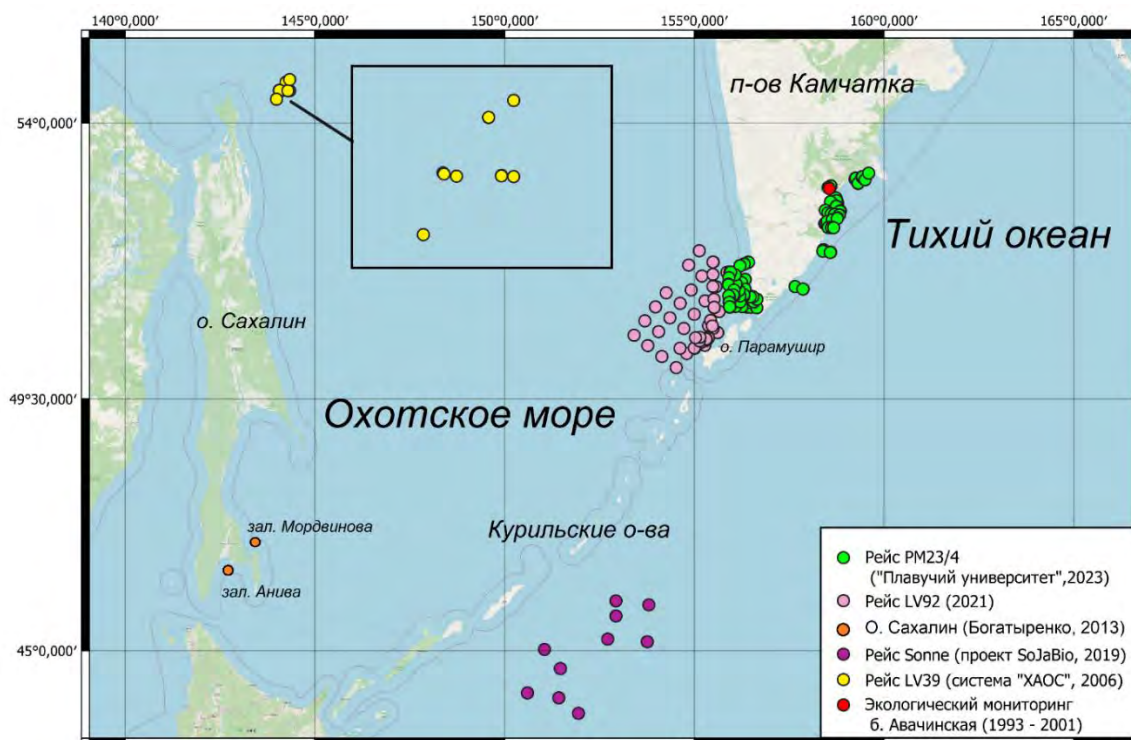 140°0,000' 145°0,000' 150°0,000' 155°0,000' 160°0,000' 165°0,000'
п-ов Камчатка
54°0,000'
Тихий океан
о. Сахалин
о. Парамушир
49°30,000'
Охотское море
зал. Мордвинова
Курильские о-ва
зал. Анива
45°0,000'
Рейс РМ23/4
("Плавучий университет",2023)
Рейс LV92 (2021)
О. Сахалин (Богатыренко, 2013)
Рейс Sonne (проект SoJaBio, 2019)
Рейс LV39 (система "ХАОС", 2006)
Экологический мониторинг
б. Авачинская (1993 - 2001)